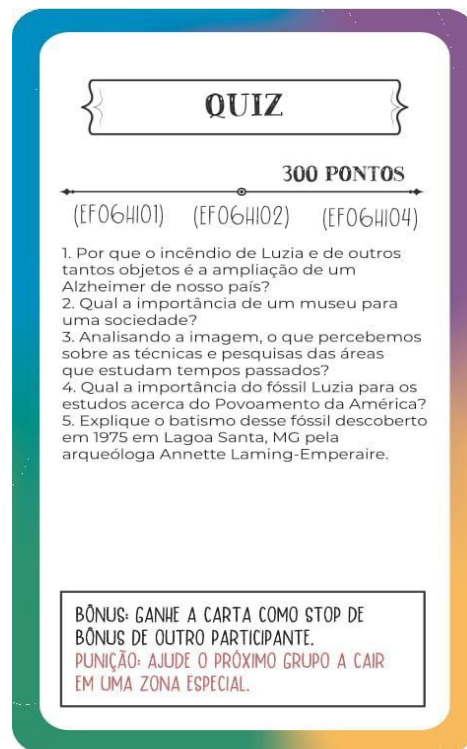 QUIZ
300 PONTOS
(EF06HI01) (EF06HI02) (EF06HI04)
1. Por que o incêndio de Luzia e de outros
tantos objetos é a ampliação de um
Alzheimer de nosso país?
2. Qual a importância de um museu para
uma sociedade?
3. Analisando a imagem, o que percebemos
sobre as técnicas e pesquisas das áreas
que estudam tempos passados?
4. Qual a importância do fóssil Luzia para os
estudos acerca do Povoamento da América?
5. Explique o batismo desse fóssil descoberto
em 1975 em Lagoa Santa, MG pela
arqueóloga Annette Laming-Emperaire.
BÔNUS: GANHE A CARTA COMO STOP DE
BÔNUS DE OUTRO PARTICIPANTE.
PUNIÇÃO: AJUDE O PRÓXIMO GRUPO A CAIR
EM UMA ZONA ESPECIAL.